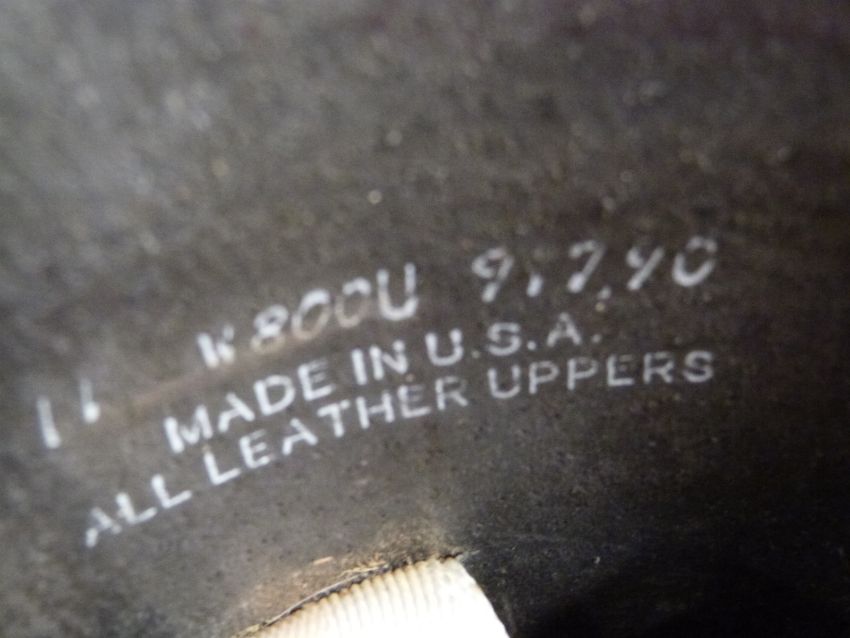 11 W800U 9.7.90
MADE IN U.S.A.
ALL LEATHER UPPERS